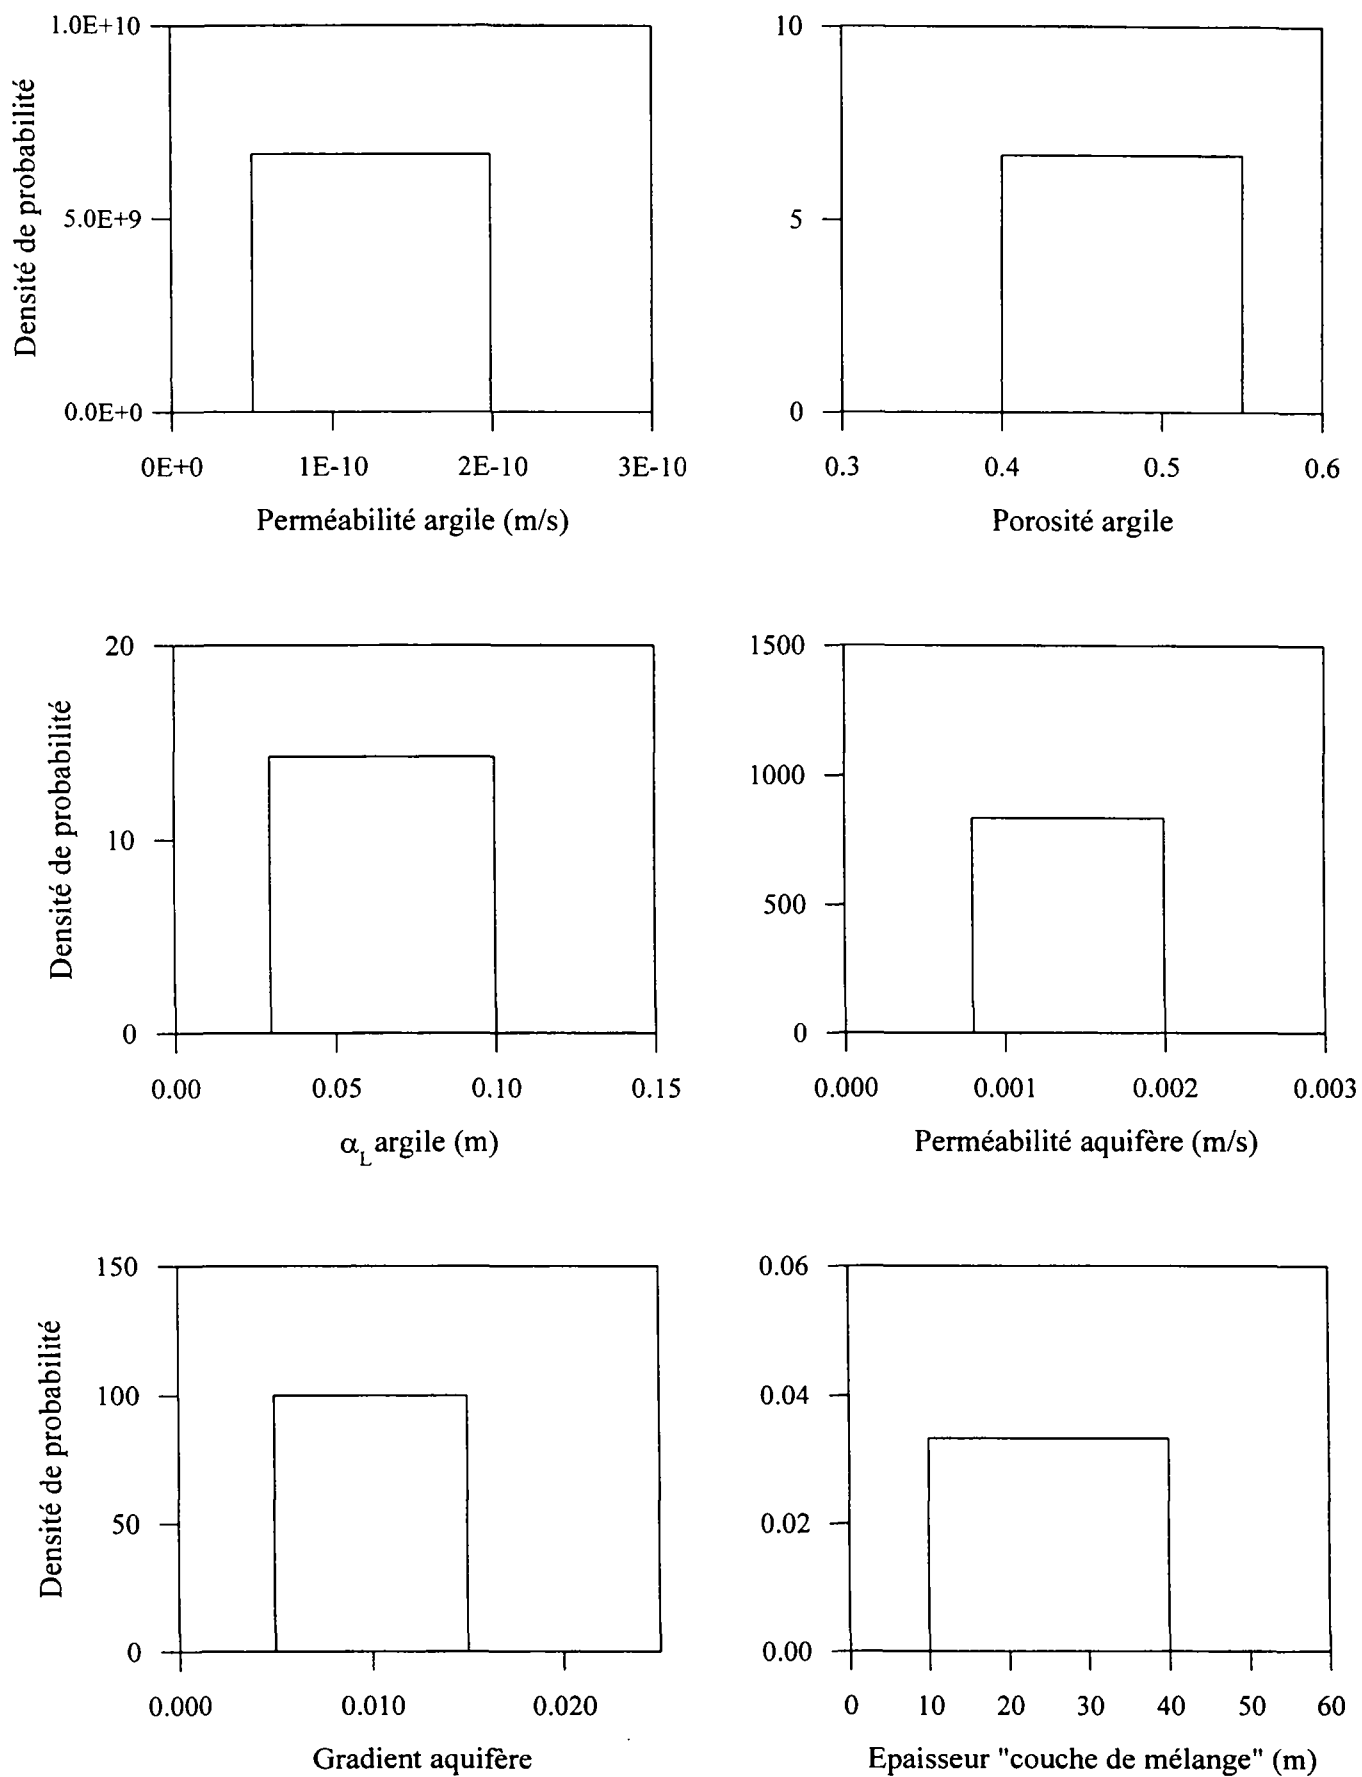 1.0E+10
5.0E+9
0.0E+0
Densité de probabilité
0E+0 1E-10 2E-10 3E-10
Perméabilité argile (m/s)
10
5
0
0.3 0.4 0.5 0.6
Porosité argile
20
10
0
Densité de probabilité
0.00 0.05 0.10 0.15
αL argile (m)
1500
1000
500
0
0.000 0.001 0.002 0.003
Perméabilité aquifère (m/s)
150
100
50
0
Densité de probabilité
0.000 0.010 0.020
Gradient aquifère
0.06
0.04
0.02
0.00
0 10 20 30 40 50 60
Epaisseur "couche de mélange" (m)